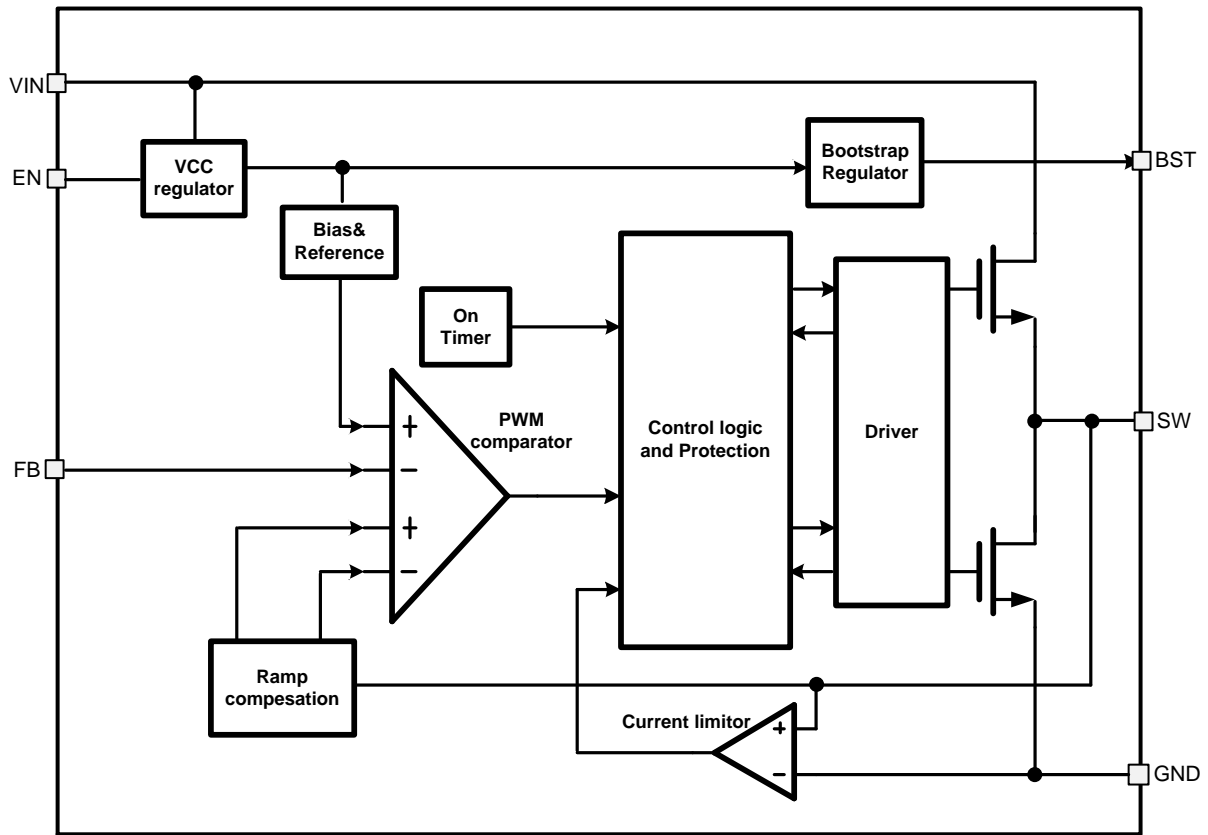 VIN
VCC
regulator
EN
Bootstrap
Regulator
BST
Bias&
Reference
On
Timer
PWM
comparator
+
−
+
−
FB
Control logic
and Protection
Driver
SW
Ramp
compesation
Current limitor
+
−
GND